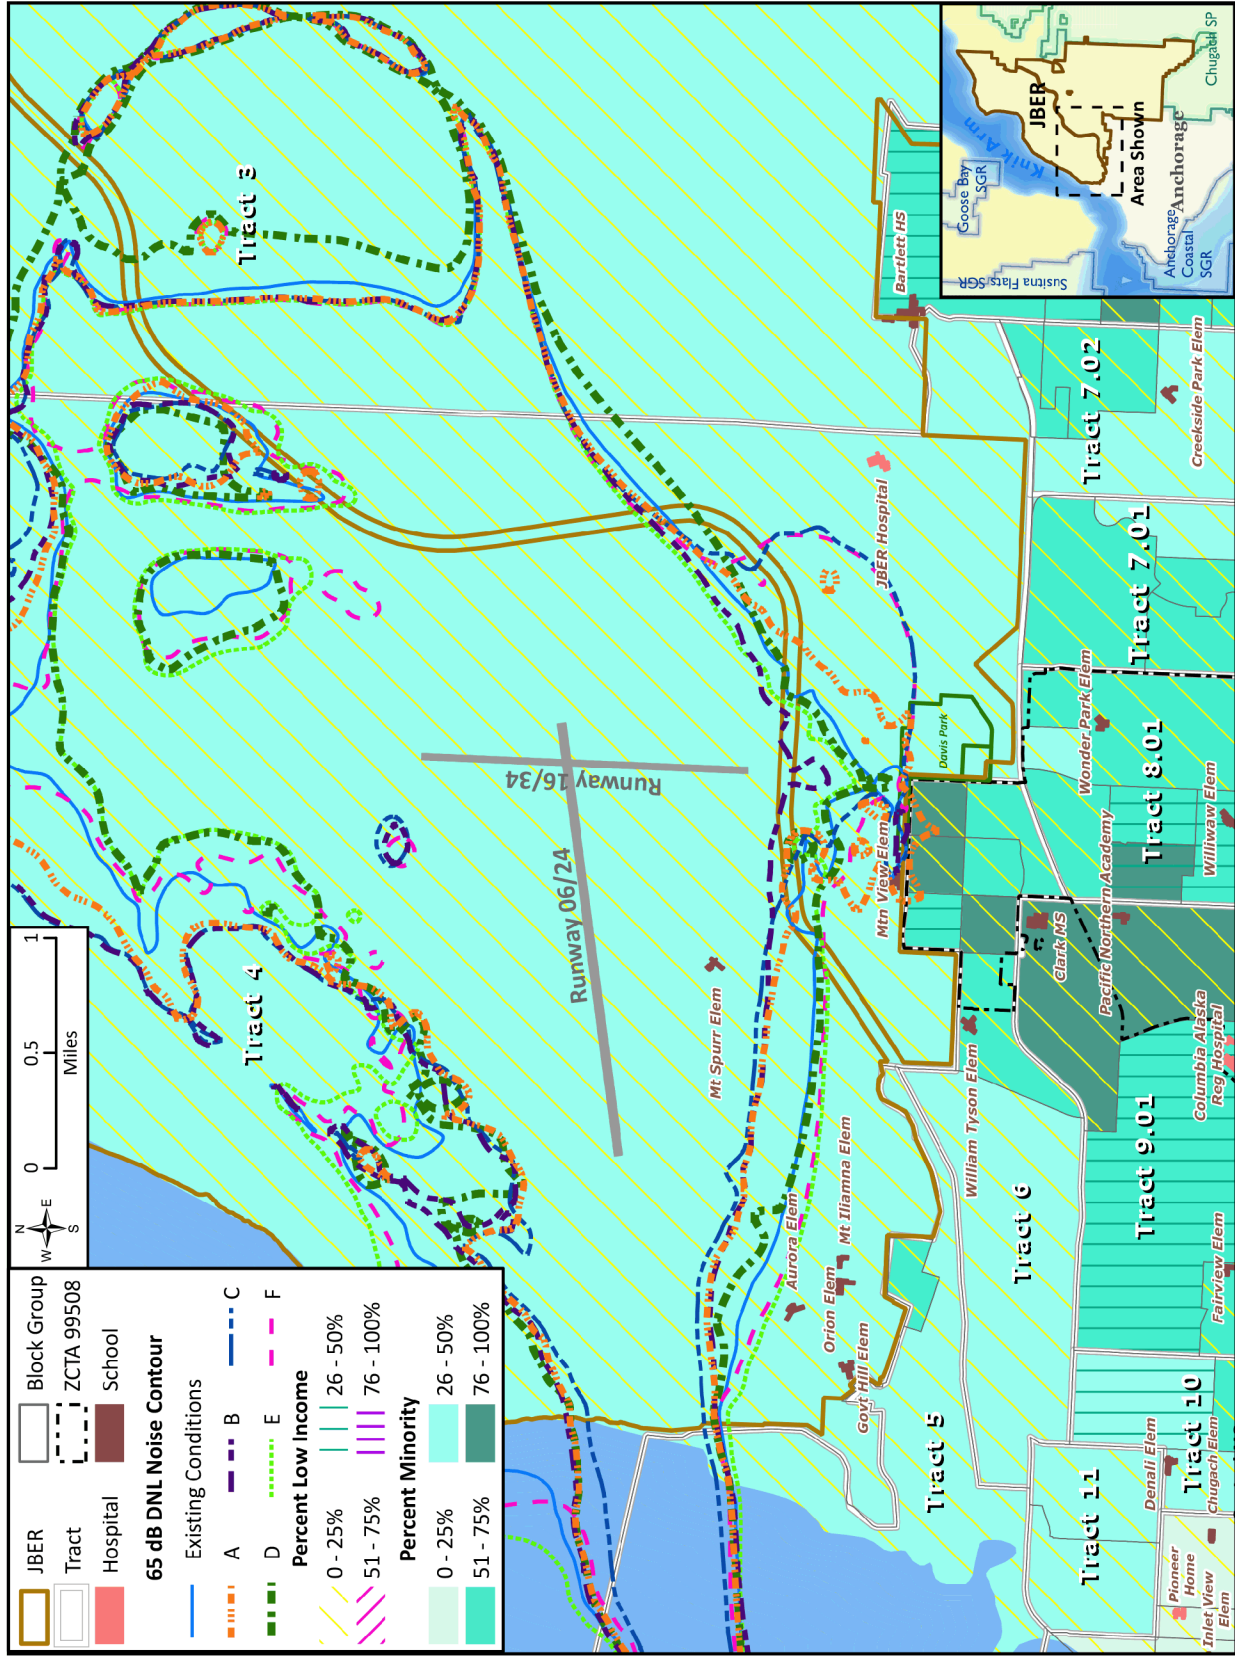 JBER
Block Group
Tract
ZCTA 99508
Hospital
School
65 dB DNL Noise Contour
Existing Conditions
A
B
C
D
E
F
Percent Low Income
0 - 25%
26 - 50%
51 - 75%
76 - 100%
Percent Minority
0 - 25%
26 - 50%
51 - 75%
76 - 100%
N
W
E
S
0
0.5
1
Miles
Tract 4
Tract 3
Runway 06/24
Runway 16/34
Mt Spurr Elem
Aurora Elem
Mt Iliamna Elem
Orion Elem
Govt Hill Elem
Mtn View Elem
Davis Park
JBER Hospital
Bartlett HS
William Tyson Elem
Clark MS
Pacific Northern Academy
Wonder Park Elem
Williwaw Elem
Creekside Park Elem
Columbia Alaska
Reg Hospital
Fairview Elem
Denali Elem
Chugach Elem
Pioneer
Home
Inlet View
Elem
Tract 5
Tract 6
Tract 7.01
Tract 7.02
Tract 8.01
Tract 9.01
Tract 10
Tract 11
Knik Arm
JBER
Goose Bay
SGR
Susitna Flats
SGR
Anchorage
Coastal
SGR
Anchorage
Area Shown
Chugach SP